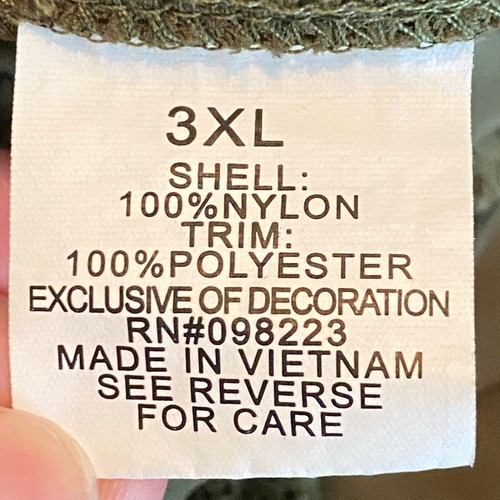 3XL
SHELL:
100%NYLON
TRIM:
100%POLYESTER
EXCLUSIVE OF DECORATION
RN#098223
MADE IN VIETNAM
SEE REVERSE
FOR CARE